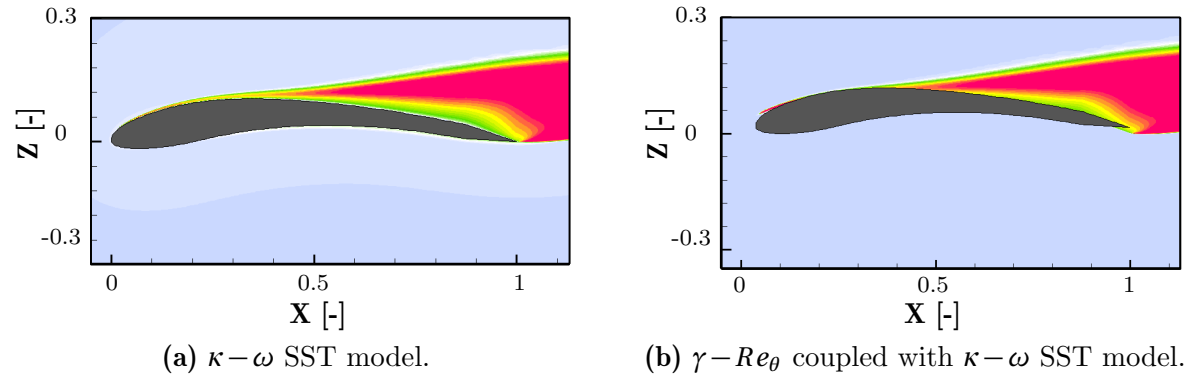 0.3
Z [-]
0
-0.3
0
0.5
1
X [-]
(a) κ−ω SST model.
0.3
Z [-]
0
-0.3
0
0.5
1
X [-]
(b) γ−Reθ coupled with κ−ω SST model.